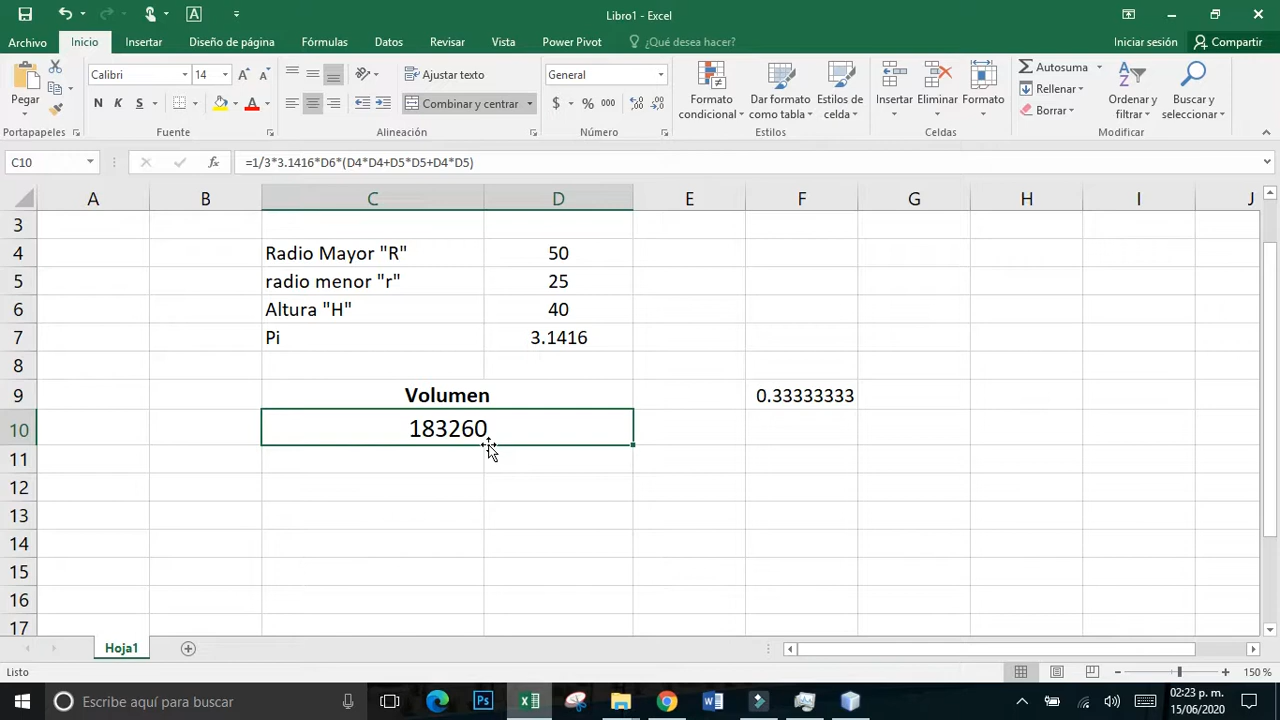 Libro1 - Excel
Archivo Inicio Insertar Diseño de página Fórmulas Datos Revisar Vista Power Pivot ¿Qué desea hacer? Iniciar sesión Compartir
Pegar
Calibri 14
N K S
Ajustar texto
Combinar y centrar
General
$ % 000
Formato condicional
Dar formato como tabla
Estilos de celda
Insertar Eliminar Formato
Autosuma
Rellenar
Borrar
Ordenar y filtrar
Buscar y seleccionar
Portapapeles Fuente Alineación Número Estilos Celdas Modificar
C10 fx =1/3*3.1416*D6*(D4*D4+D5*D5+D4*D5)
A B C D E F G H I J
3
4 Radio Mayor "R" 50
5 radio menor "r" 25
6 Altura "H" 40
7 Pi 3.1416
8
9 Volumen 0.33333333
10 183260
11
12
13
14
15
16
17
Hoja1
Listo 150 %
Escribe aquí para buscar
02:23 p. m.
15/06/2020